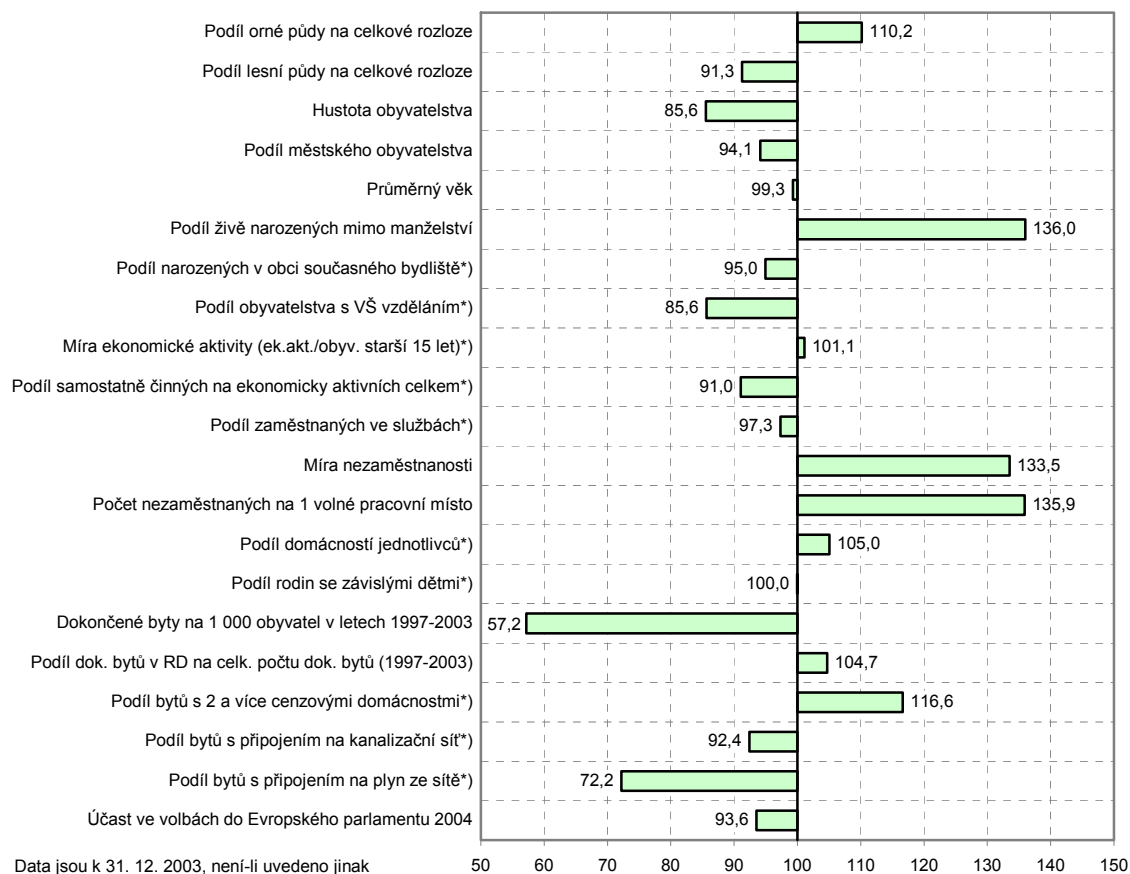 Podíl orné půdy na celkové rozloze 110,2
Podíl lesní půdy na celkové rozloze 91,3
Hustota obyvatelstva 85,6
Podíl městského obyvatelstva 94,1
Průměrný věk 99,3
Podíl živě narozených mimo manželství 136,0
Podíl narozených v obci současného bydliště*) 95,0
Podíl obyvatelstva s VŠ vzděláním*) 85,6
Míra ekonomické aktivity (ek.akt./obyv. starší 15 let)*) 101,1
Podíl samostatně činných na ekonomicky aktivních celkem*) 91,0
Podíl zaměstnaných ve službách*) 97,3
Míra nezaměstnanosti 133,5
Počet nezaměstnaných na 1 volné pracovní místo 135,9
Podíl domácností jednotlivců*) 105,0
Podíl rodin se závislými dětmi*) 100,0
Dokončené byty na 1 000 obyvatel v letech 1997-2003 57,2
Podíl dok. bytů v RD na celk. počtu dok. bytů (1997-2003) 104,7
Podíl bytů s 2 a více cenzovými domácnostmi*) 116,6
Podíl bytů s připojením na kanalizační síť*) 92,4
Podíl bytů s připojením na plyn ze sítě*) 72,2
Účast ve volbách do Evropského parlamentu 2004 93,6
50 60 70 80 90 100 110 120 130 140 150
Data jsou k 31. 12. 2003, není-li uvedeno jinak